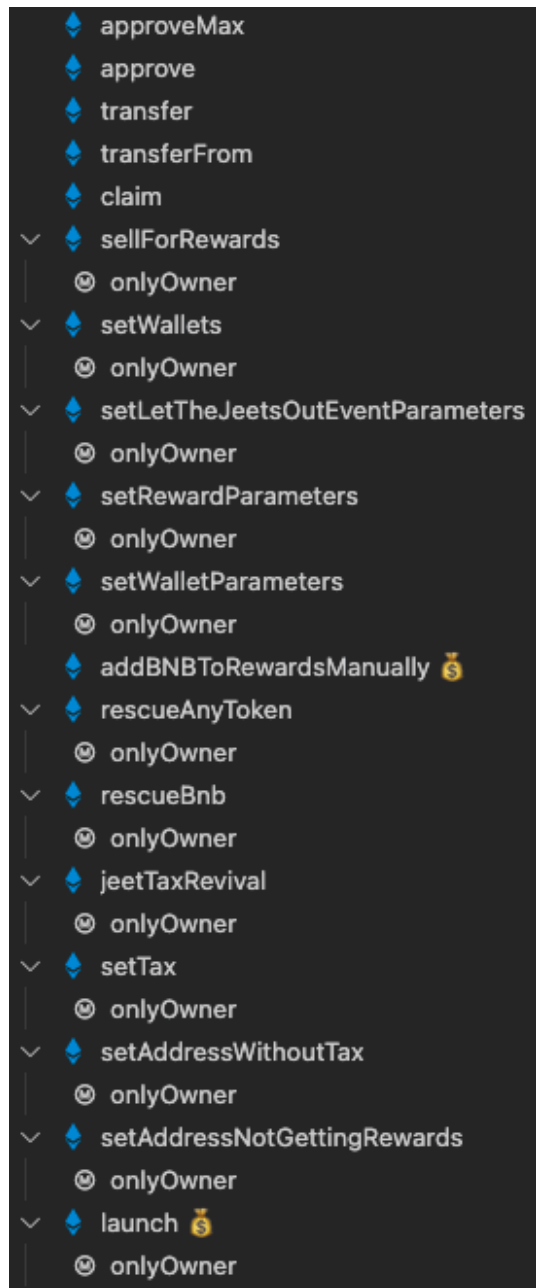 approveMax
approve
transfer
transferFrom
claim
sellForRewards
onlyOwner
setWallets
onlyOwner
setLetTheJeetsOutEventParameters
onlyOwner
setRewardParameters
onlyOwner
setWalletParameters
onlyOwner
addBNBToRewardsManually 💰
rescueAnyToken
onlyOwner
rescueBnb
onlyOwner
jeetTaxRevival
onlyOwner
setTax
onlyOwner
setAddressWithoutTax
onlyOwner
setAddressNotGettingRewards
onlyOwner
launch 💰
onlyOwner